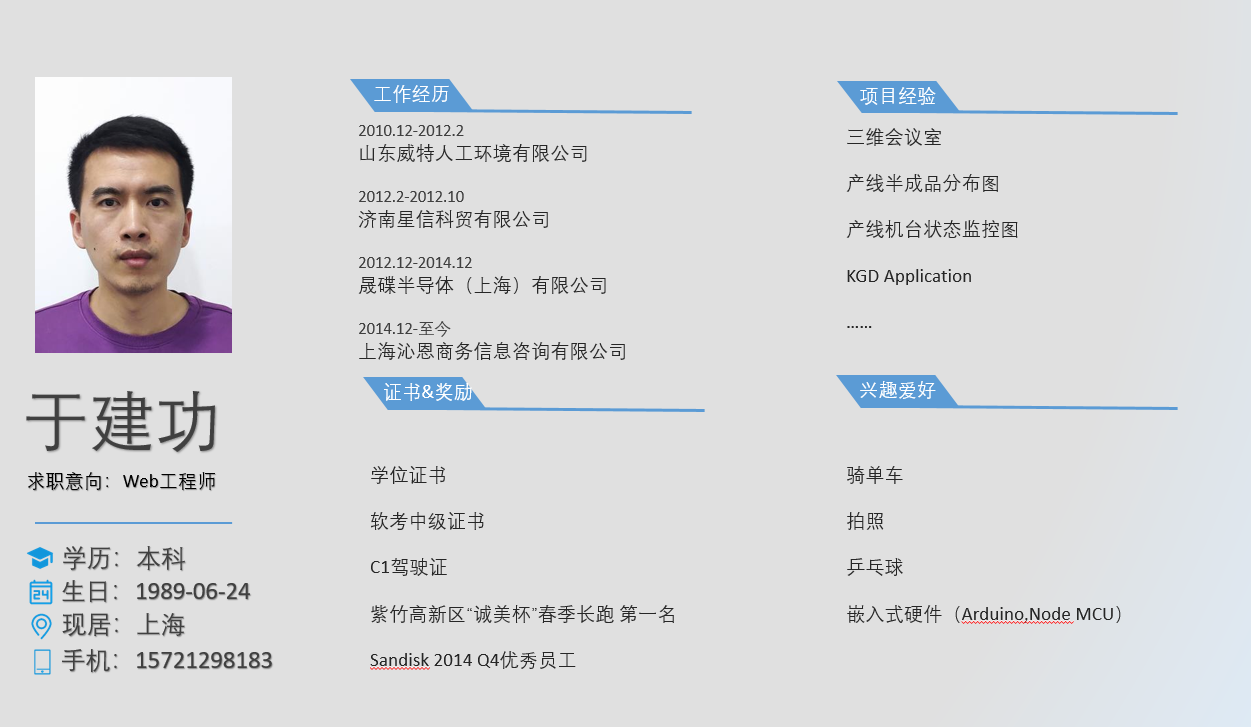 于建功
求职意向：Web工程师
学历：本科
生日：1989-06-24
现居：上海
手机：15721298183
工作经历
2010.12-2012.2
山东威特人工环境有限公司
2012.2-2012.10
济南星信科贸有限公司
2012.12-2014.12
晟碟半导体（上海）有限公司
2014.12-至今
上海沁恩商务信息咨询有限公司
证书&奖励
学位证书
软考中级证书
C1驾驶证
紫竹高新区“诚美杯”春季长跑 第一名
Sandisk 2014 Q4优秀员工
项目经验
三维会议室
产线半成品分布图
产线机台状态监控图
KGD Application
……
兴趣爱好
骑单车
拍照
乒乓球
嵌入式硬件（Arduino,Node MCU）